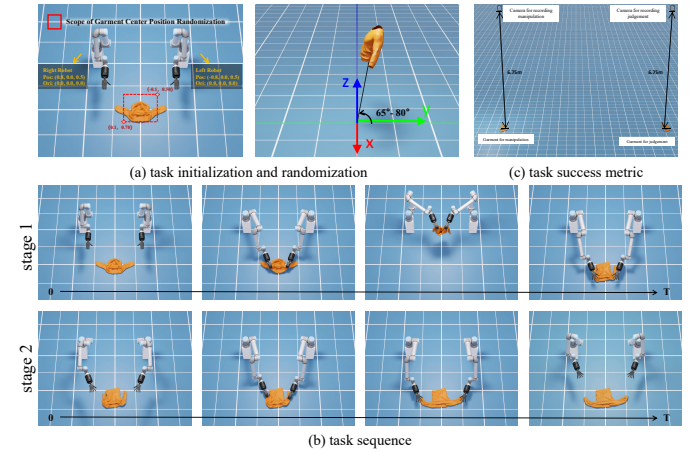 Scope of Garment Center Position Randomization
Right Robot
Pos: (0.8, 0.0, 0.5)
Ori: (0.0, 0.0, 0.0)
Left Robot
Pos: (-0.8, 0.0, 0.5)
Ori: (0.0, 0.0, 0.0)
(0.1, 0.70)
Z
Y
X
65°- 80°
Camera for recording
manipulation
Camera for recording
judgement
6.75m
6.75m
Garment for manipulation
Garment for judgement
(a) task initialization and randomization
(c) task success metric
stage 1
0
T
stage 2
0
T
(b) task sequence